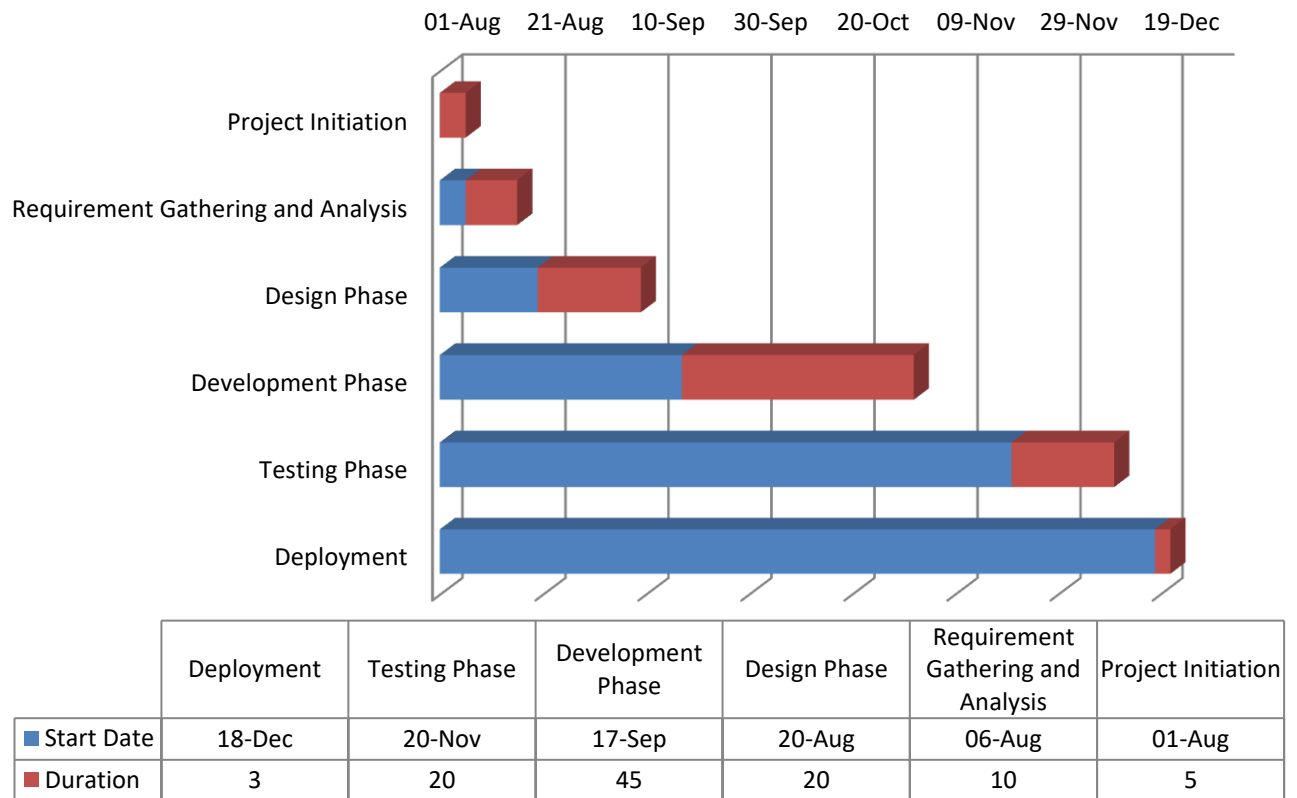 01-Aug 21-Aug 10-Sep 30-Sep 20-Oct 09-Nov 29-Nov 19-Dec
Project Initiation
Requirement Gathering and Analysis
Design Phase
Development Phase
Testing Phase
Deployment
Deployment Testing Phase Development Phase Design Phase Requirement Gathering and Analysis Project Initiation
Start Date 18-Dec 20-Nov 17-Sep 20-Aug 06-Aug 01-Aug
Duration 3 20 45 20 10 5